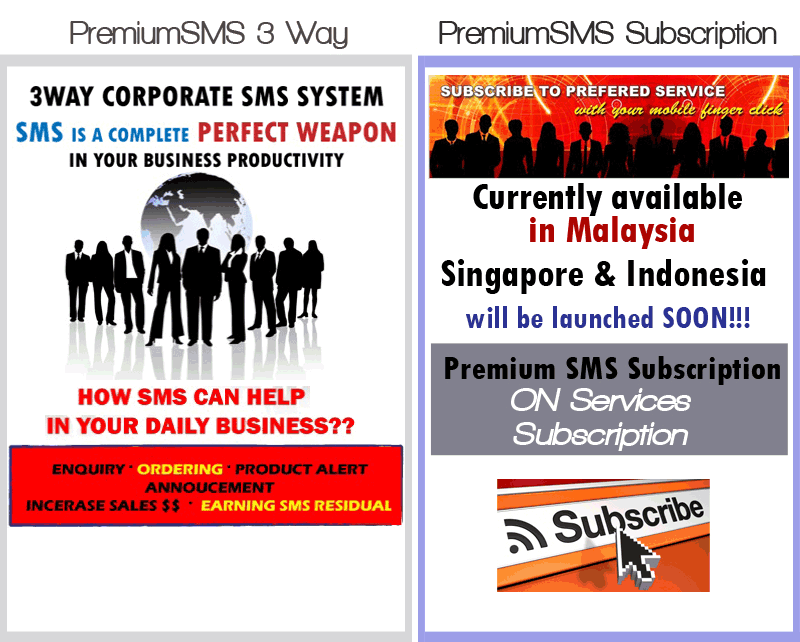 PremiumSMS 3 Way
3WAY CORPORATE SMS SYSTEM
SMS IS A COMPLETE PERFECT WEAPON
IN YOUR BUSINESS PRODUCTIVITY
HOW SMS CAN HELP
IN YOUR DAILY BUSINESS??
ENQUIRY · ORDERING · PRODUCT ALERT
ANNOUCEMENT
INCERASE SALES $$ · EARNING SMS RESIDUAL
PremiumSMS Subscription
SUBSCRIBE TO PREFERED SERVICE
with your mobile finger click
Currently available
in Malaysia
Singapore & Indonesia
will be launched SOON!!!
Premium SMS Subscription
ON Services
Subscription
Subscribe